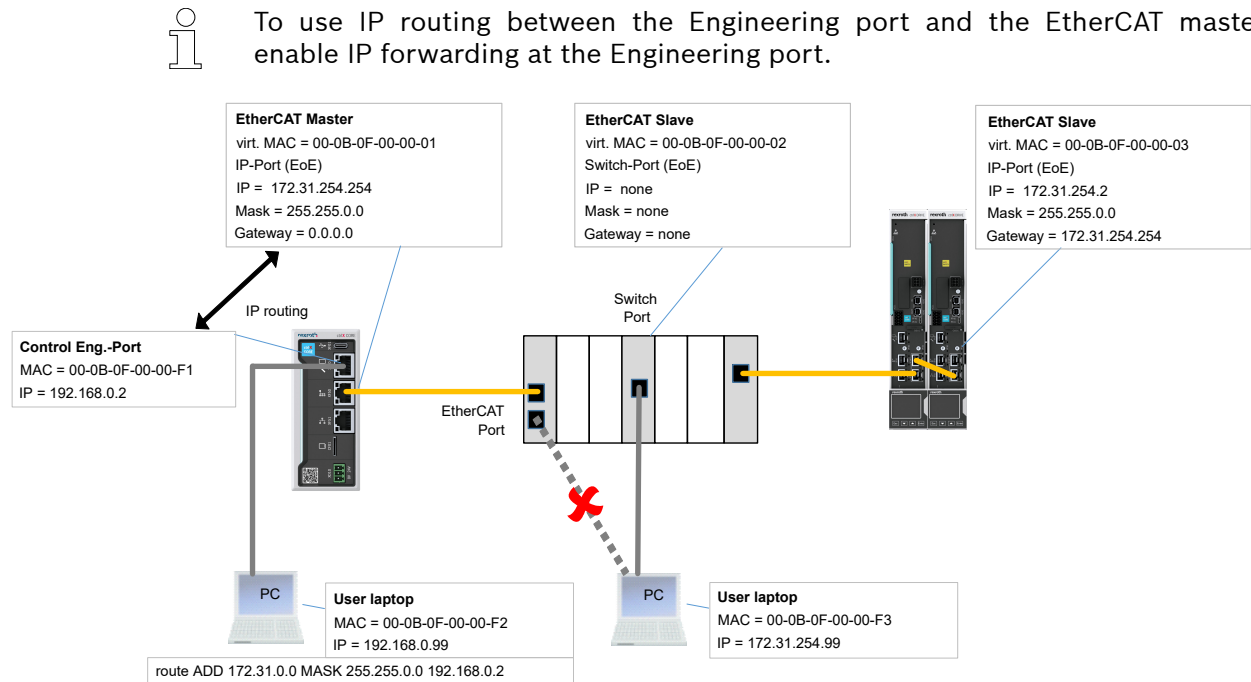 To use IP routing between the Engineering port and the EtherCAT maste
enable IP forwarding at the Engineering port.
EtherCAT Master
virt. MAC = 00-0B-0F-00-00-01
IP-Port (EoE)
IP = 172.31.254.254
Mask = 255.255.0.0
Gateway = 0.0.0.0
EtherCAT Slave
virt. MAC = 00-0B-0F-00-00-02
Switch-Port (EoE)
IP = none
Mask = none
Gateway = none
EtherCAT Slave
virt. MAC = 00-0B-0F-00-00-03
IP-Port (EoE)
IP = 172.31.254.2
Mask = 255.255.0.0
Gateway = 172.31.254.254
IP routing
Switch
Port
Control Eng.-Port
MAC = 00-0B-0F-00-00-F1
IP = 192.168.0.2
rexroth
rexroth
rexroth
EtherCAT
Port
PC
User laptop
MAC = 00-0B-0F-00-00-F2
IP = 192.168.0.99
route ADD 172.31.0.0 MASK 255.255.0.0 192.168.0.2
PC
User laptop
MAC = 00-0B-0F-00-00-F3
IP = 172.31.254.99